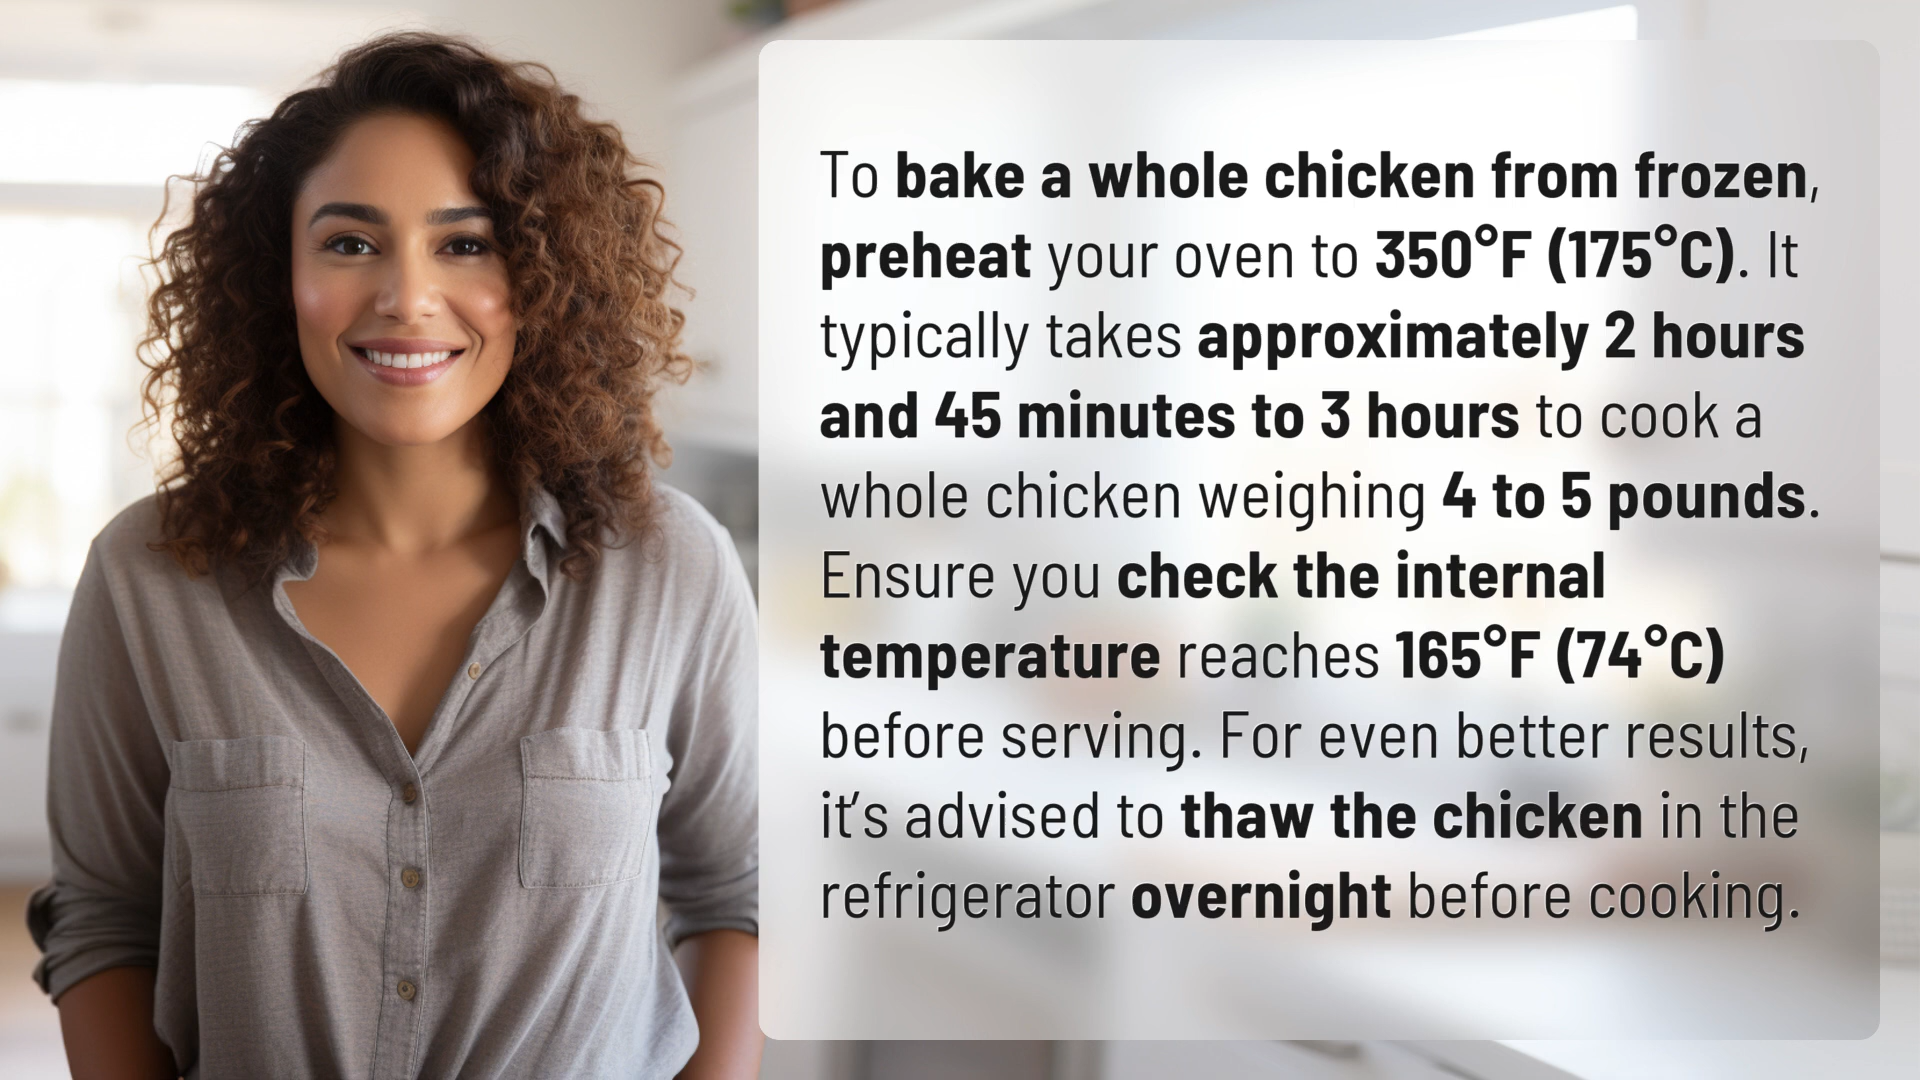 To bake a whole chicken from frozen,
preheat your oven to 350°F (175°C). It
typically takes approximately 2 hours
and 45 minutes to 3 hours to cook a
whole chicken weighing 4 to 5 pounds.
Ensure you check the internal
temperature reaches 165°F (74°C)
before serving. For even better results,
it's advised to thaw the chicken in the
refrigerator overnight before cooking.